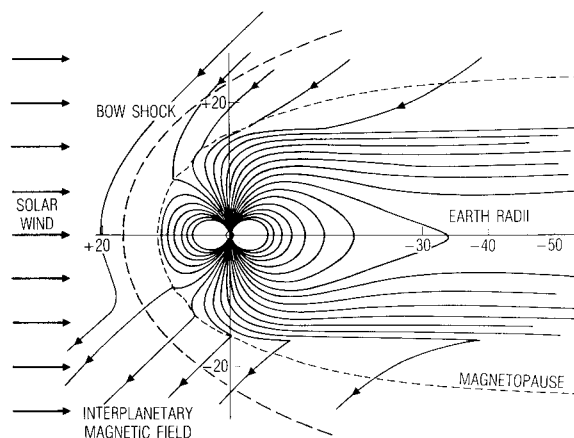 BOW SHOCK
+20
SOLAR
WIND
+20
EARTH RADII
-30 -40 -50
-20
MAGNETOPAUSE
INTERPLANETARY
MAGNETIC FIELD